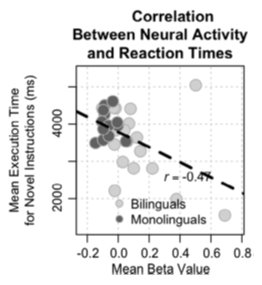 Correlation
Between Neural Activity
and Reaction Times
Mean Execution Time
for Novel Instructions (ms)
4000
2000
r = -0.47
Bilinguals
Monolinguals
-0.2 0.0 0.2 0.4 0.6 0.8
Mean Beta Value